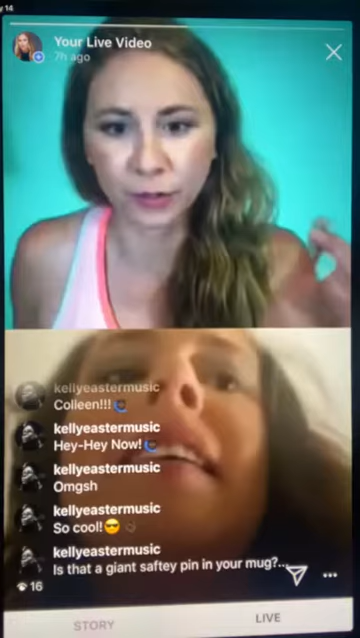 y 14
Your Live Video
7h ago
kellyeastermusic
Colleen!!!
kellyeastermusic
Hey-Hey Now!
kellyeastermusic
Omgsh
kellyeastermusic
So cool!😎
kellyeastermusic
Is that a giant saftey pin in your mug?...
16
STORY
LIVE